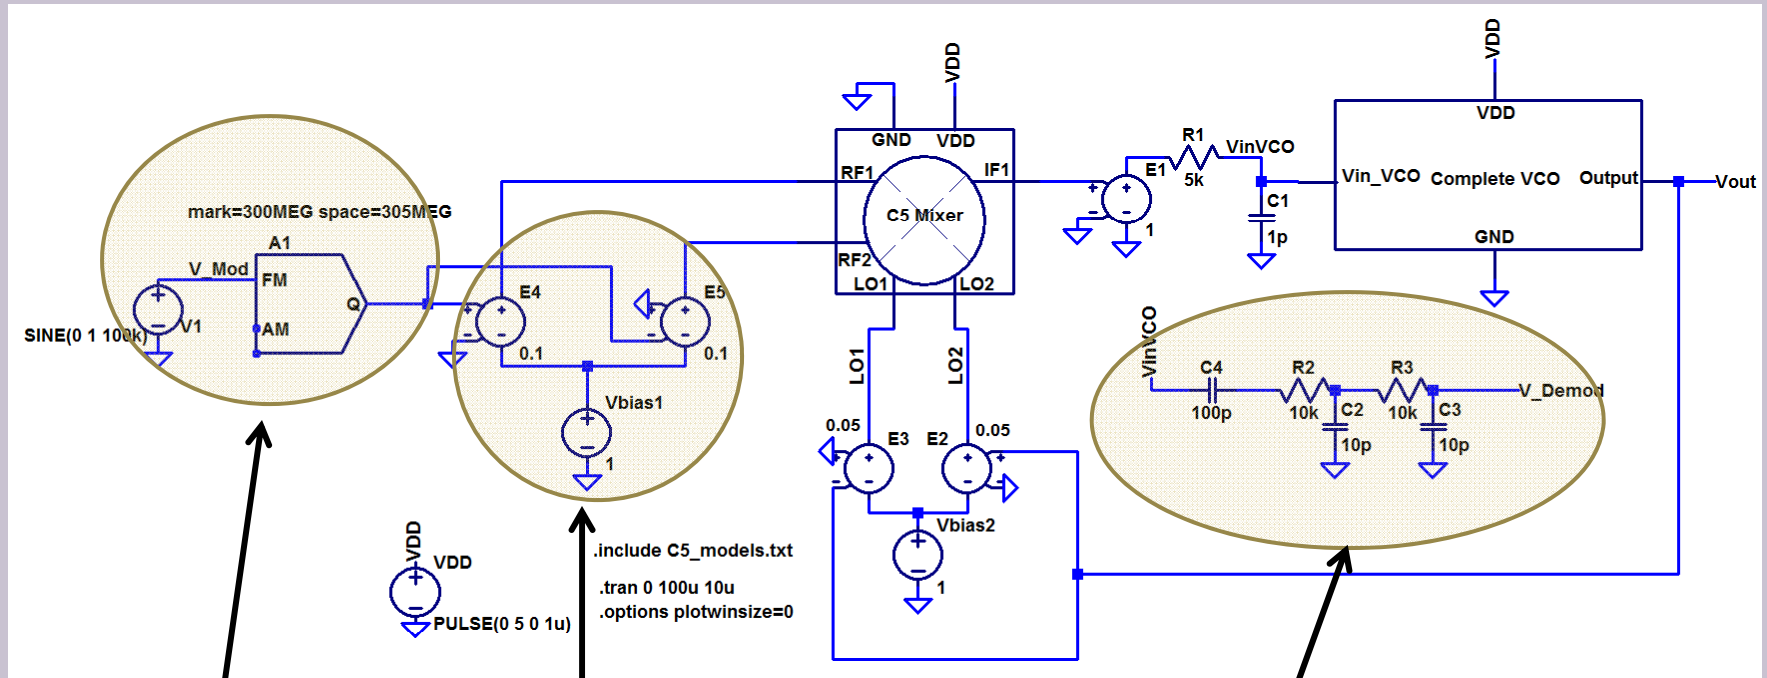 mark=300MEG space=305MEG
A1
V_Mod
FM
Q
AM
V1
SINE(0 1 100k)
E4
0.1
E5
0.1
Vbias1
1
VDD
VDD
PULSE(0 5 0 1u)
.include C5_models.txt
.tran 0 100u 10u
.options plotwinsize=0
VDD
GND
VDD
RF1
IF1
C5 Mixer
RF2
LO1
LO2
LO1
LO2
0.05
E3
E2
0.05
Vbias2
1
E1
1
R1
5k
VinVCO
C1
1p
VDD
VDD
Vin_VCO
Complete VCO
Output
GND
Vout
VinVCO
C4
100p
R2
10k
C2
10p
R3
10k
C3
10p
V_Demod